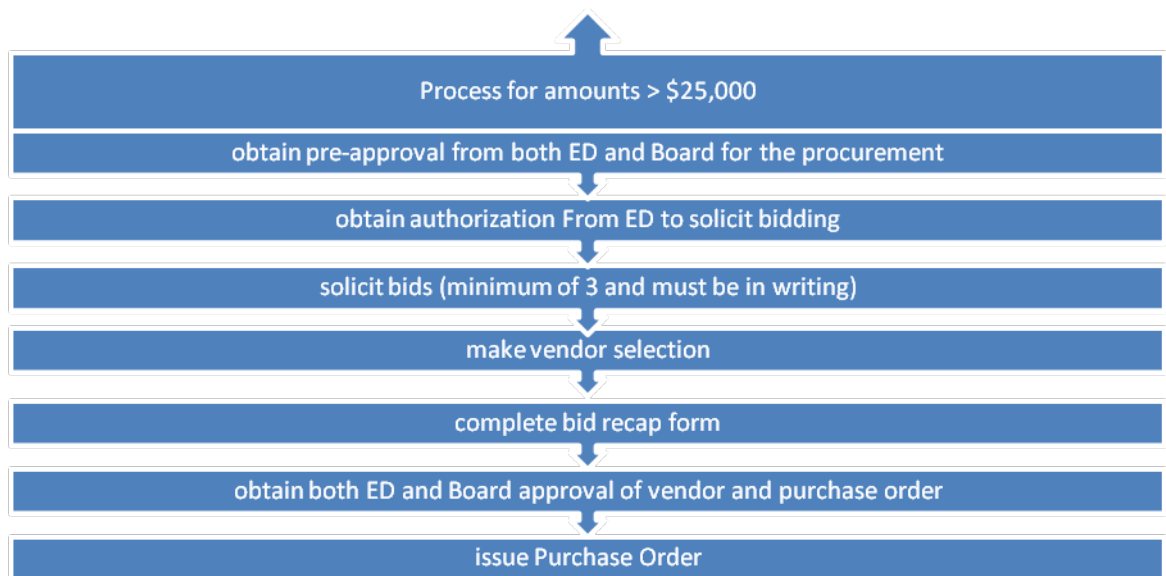 Process for amounts > $25,000
obtain pre-approval from both ED and Board for the procurement
obtain authorization From ED to solicit bidding
solicit bids (minimum of 3 and must be in writing)
make vendor selection
complete bid recap form
obtain both ED and Board approval of vendor and purchase order
issue Purchase Order